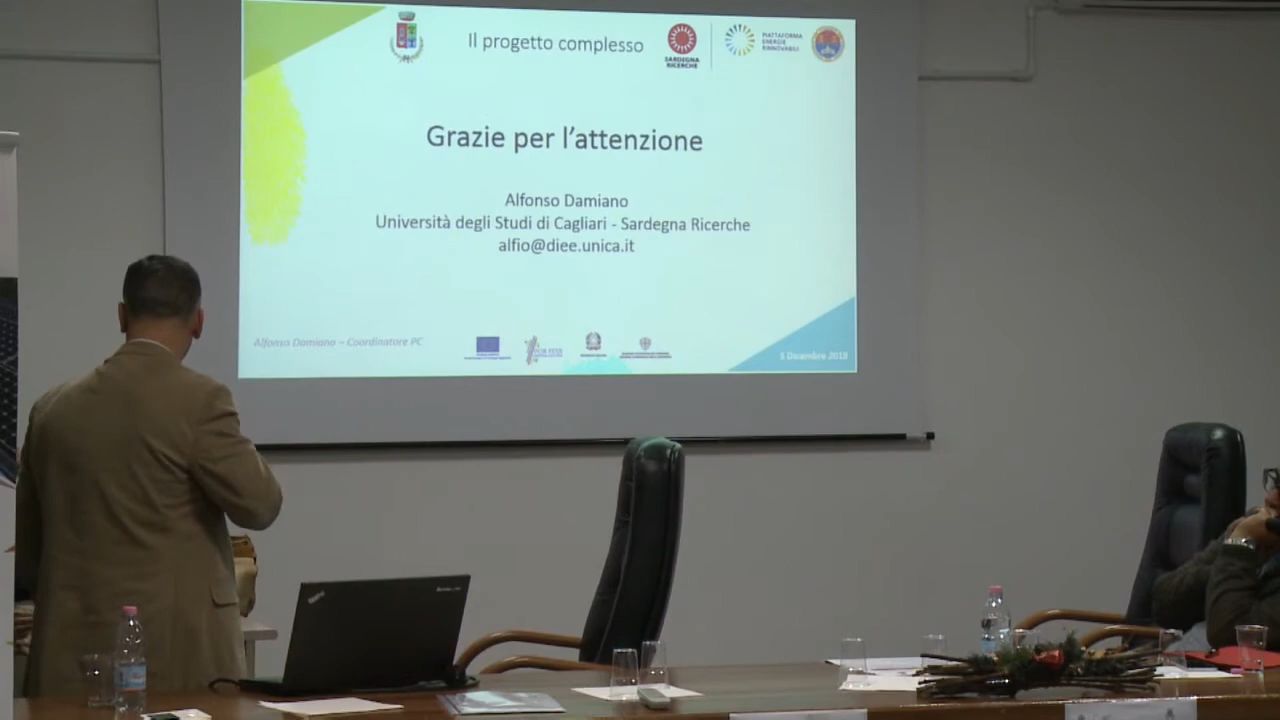 Il progetto complesso
SARDEGNA
RICERCHE
PIATTAFORMA
ENERGIE
RINNOVABILI
Grazie per l'attenzione
Alfonso Damiano
Università degli Studi di Cagliari - Sardegna Ricerche
alfio@diee.unica.it
Alfonso Damiano – Coordinatore PC
3 Dicembre 2018